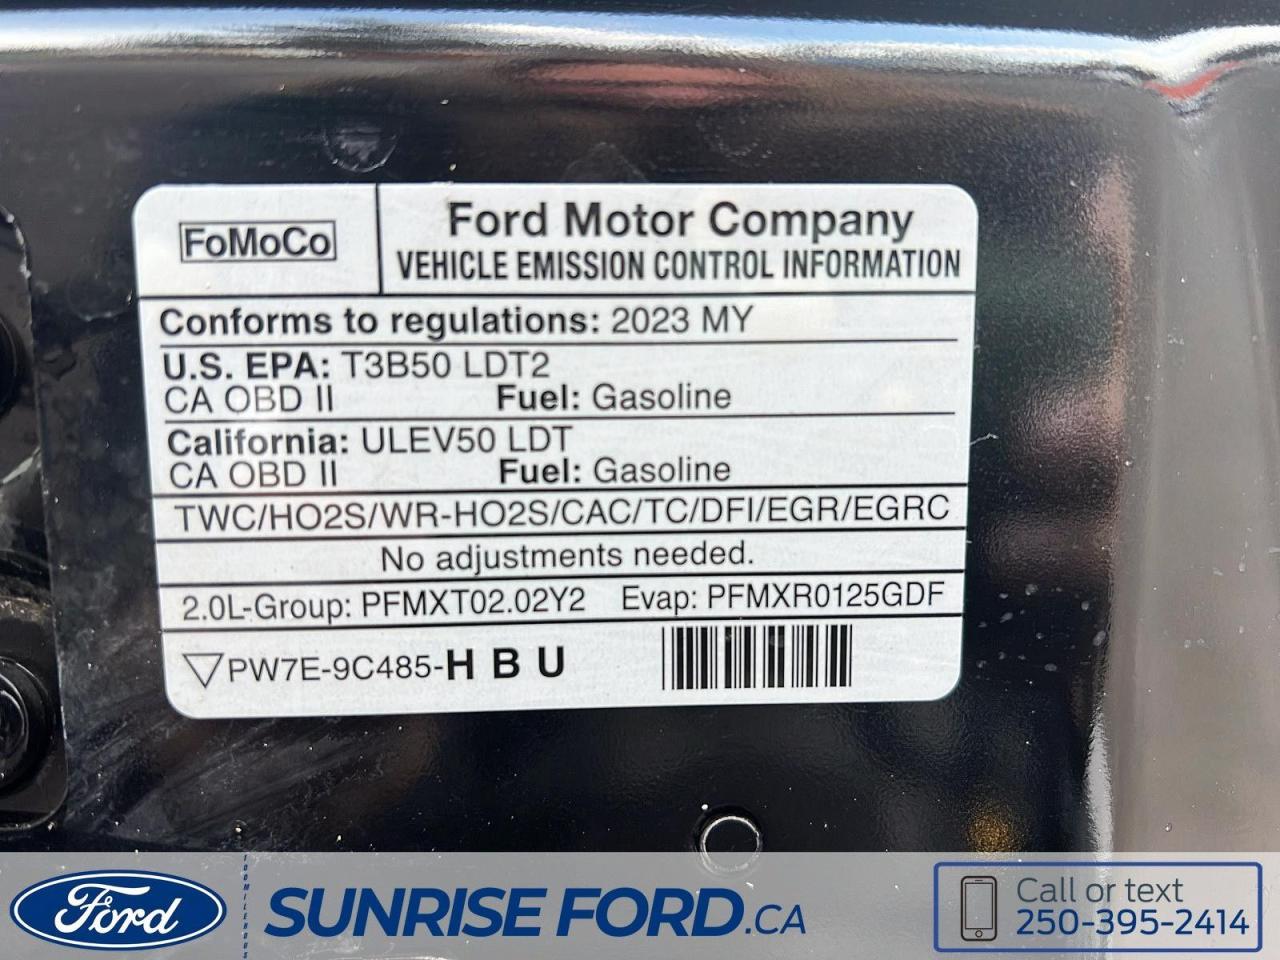 FoMoCo
Ford Motor Company
VEHICLE EMISSION CONTROL INFORMATION
Conforms to regulations: 2023 MY
U.S. EPA: T3B50 LDT2
CA OBD II Fuel: Gasoline
California: ULEV50 LDT
CA OBD II Fuel: Gasoline
TWC/HO2S/WR-HO2S/CAC/TC/DFI/EGR/EGRC
No adjustments needed.
2.0L-Group: PFMXT02.02Y2 Evap: PFMXR0125GDF
PW7E-9C485-H B U
Ford
100MILEHOUSE
SUNRISE FORD.CA
Call or text
250-395-2414